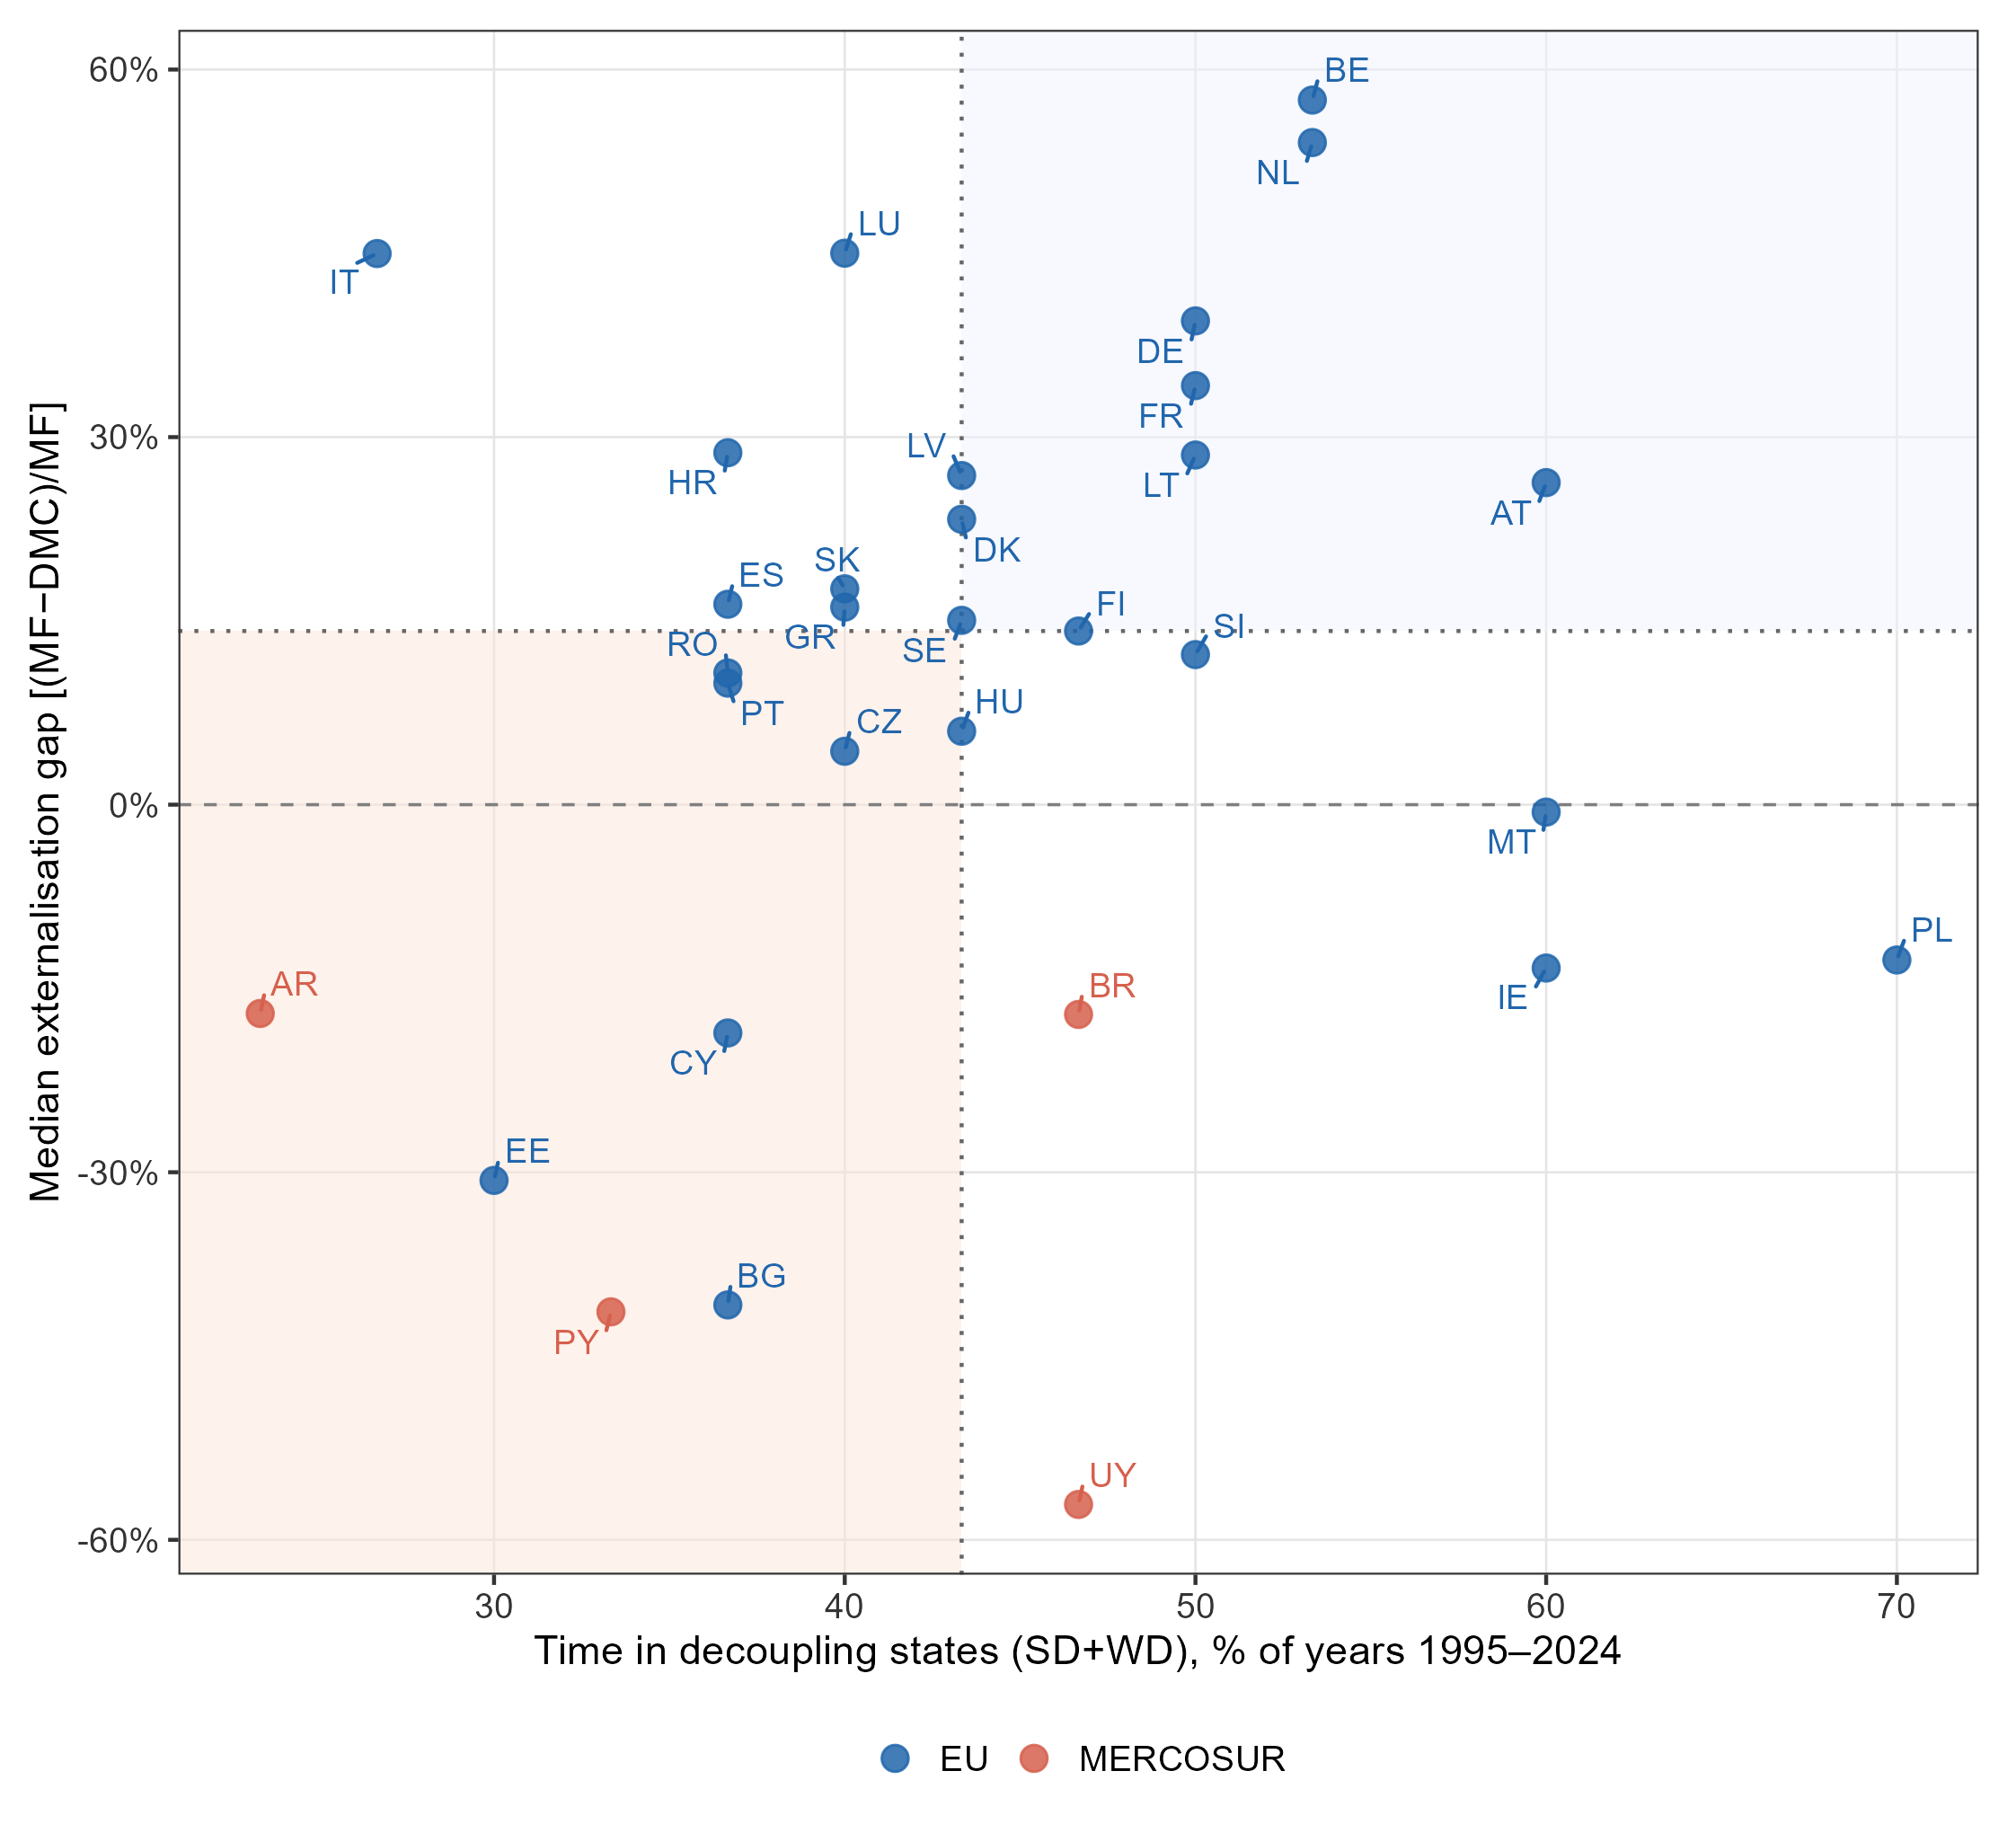 60%
30%
0%
-30%
-60%
Median externalisation gap [(MF−DMC)/MF]
BE
NL
LU
IT
DE
FR
LV
HR
LT
AT
DK
SK
ES
FI
SI
GR
RO
SE
HU
PT
CZ
MT
PL
AR
BR
IE
CY
EE
BG
PY
UY
30
40
50
60
70
Time in decoupling states (SD+WD), % of years 1995–2024
EU
MERCOSUR